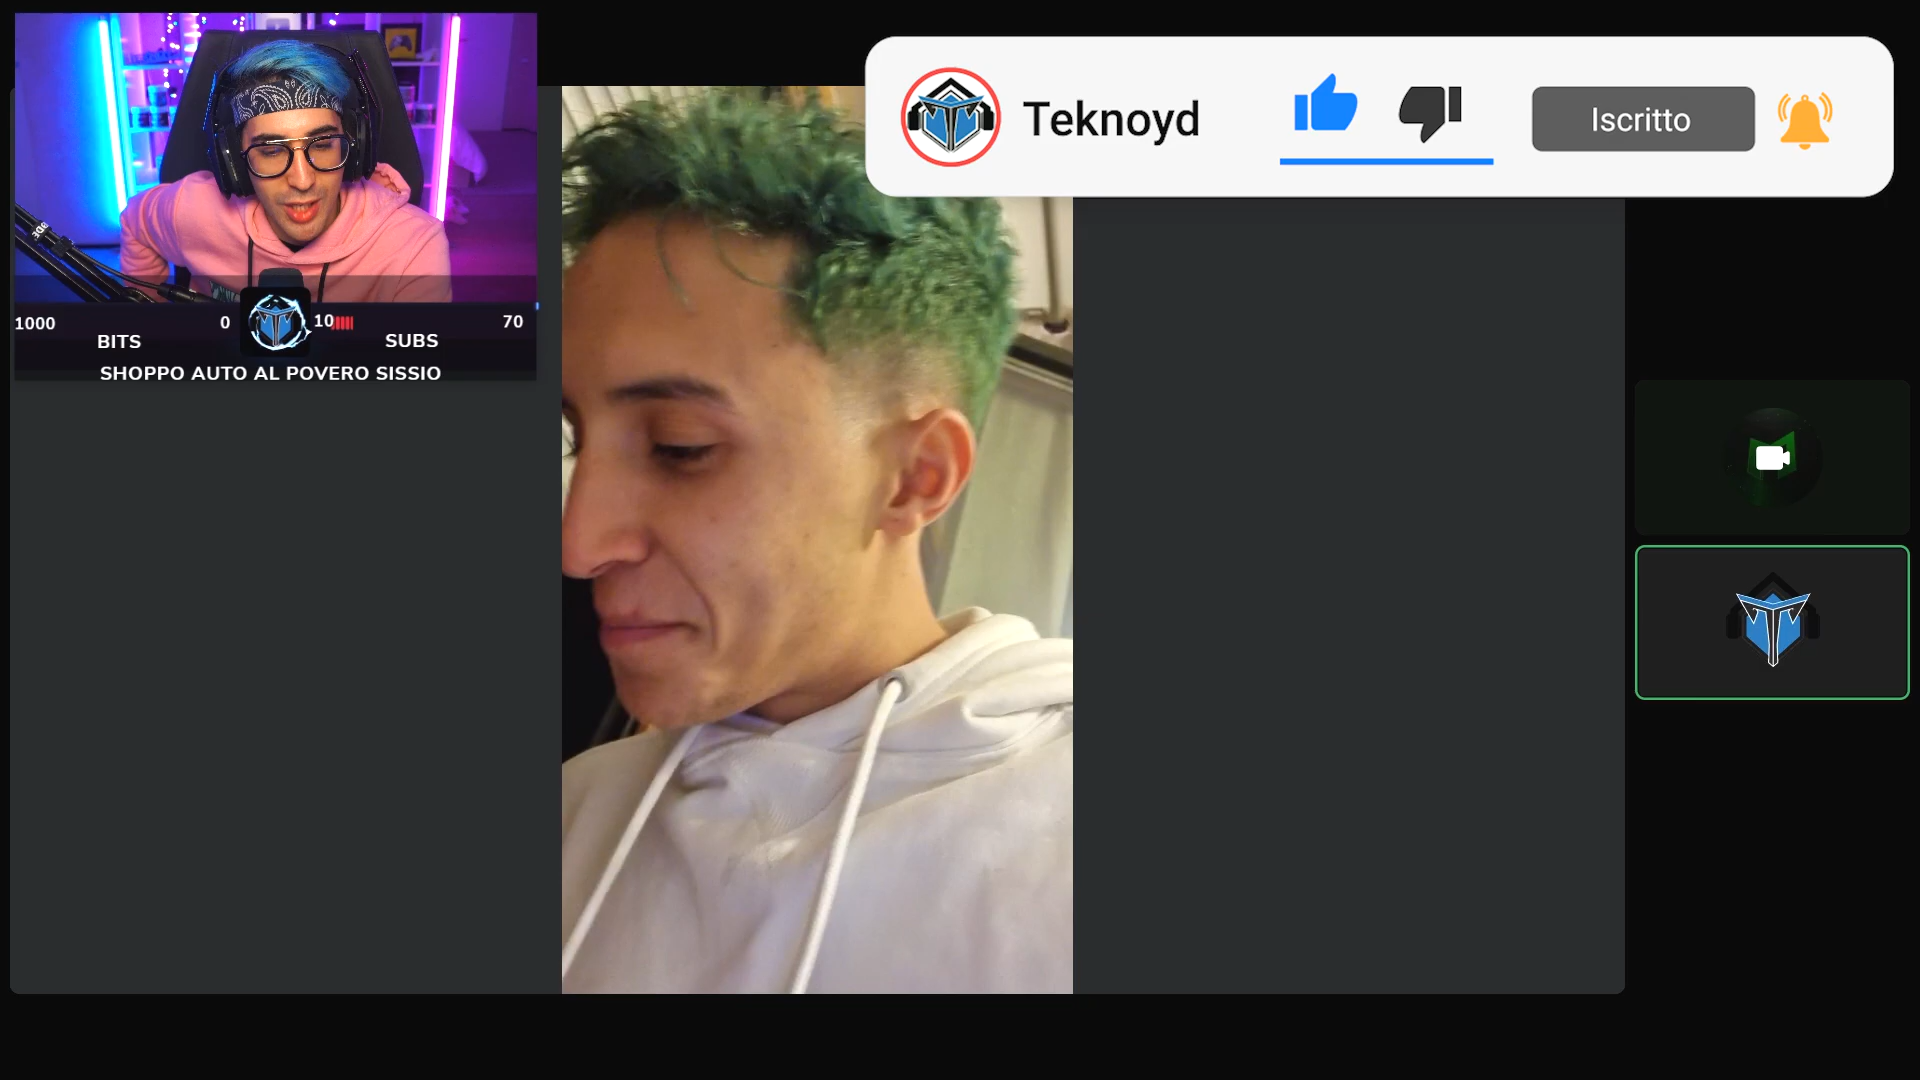 Teknoyd
Iscritto
1000
0
10
70
BITS
SUBS
SHOPPO AUTO AL POVERO SISSIO